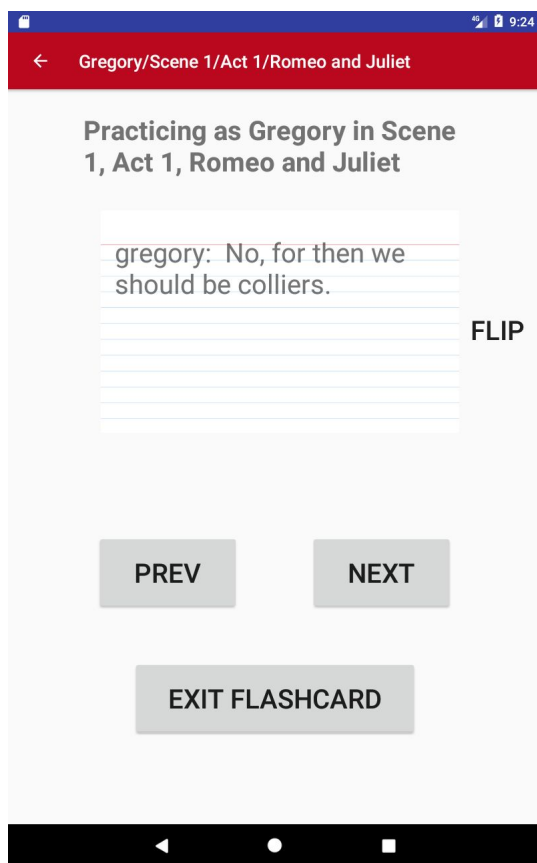 4G 9:24
Gregory/Scene 1/Act 1/Romeo and Juliet
Practicing as Gregory in Scene
1, Act 1, Romeo and Juliet
gregory:  No, for then we
should be colliers.
FLIP
PREV NEXT
EXIT FLASHCARD